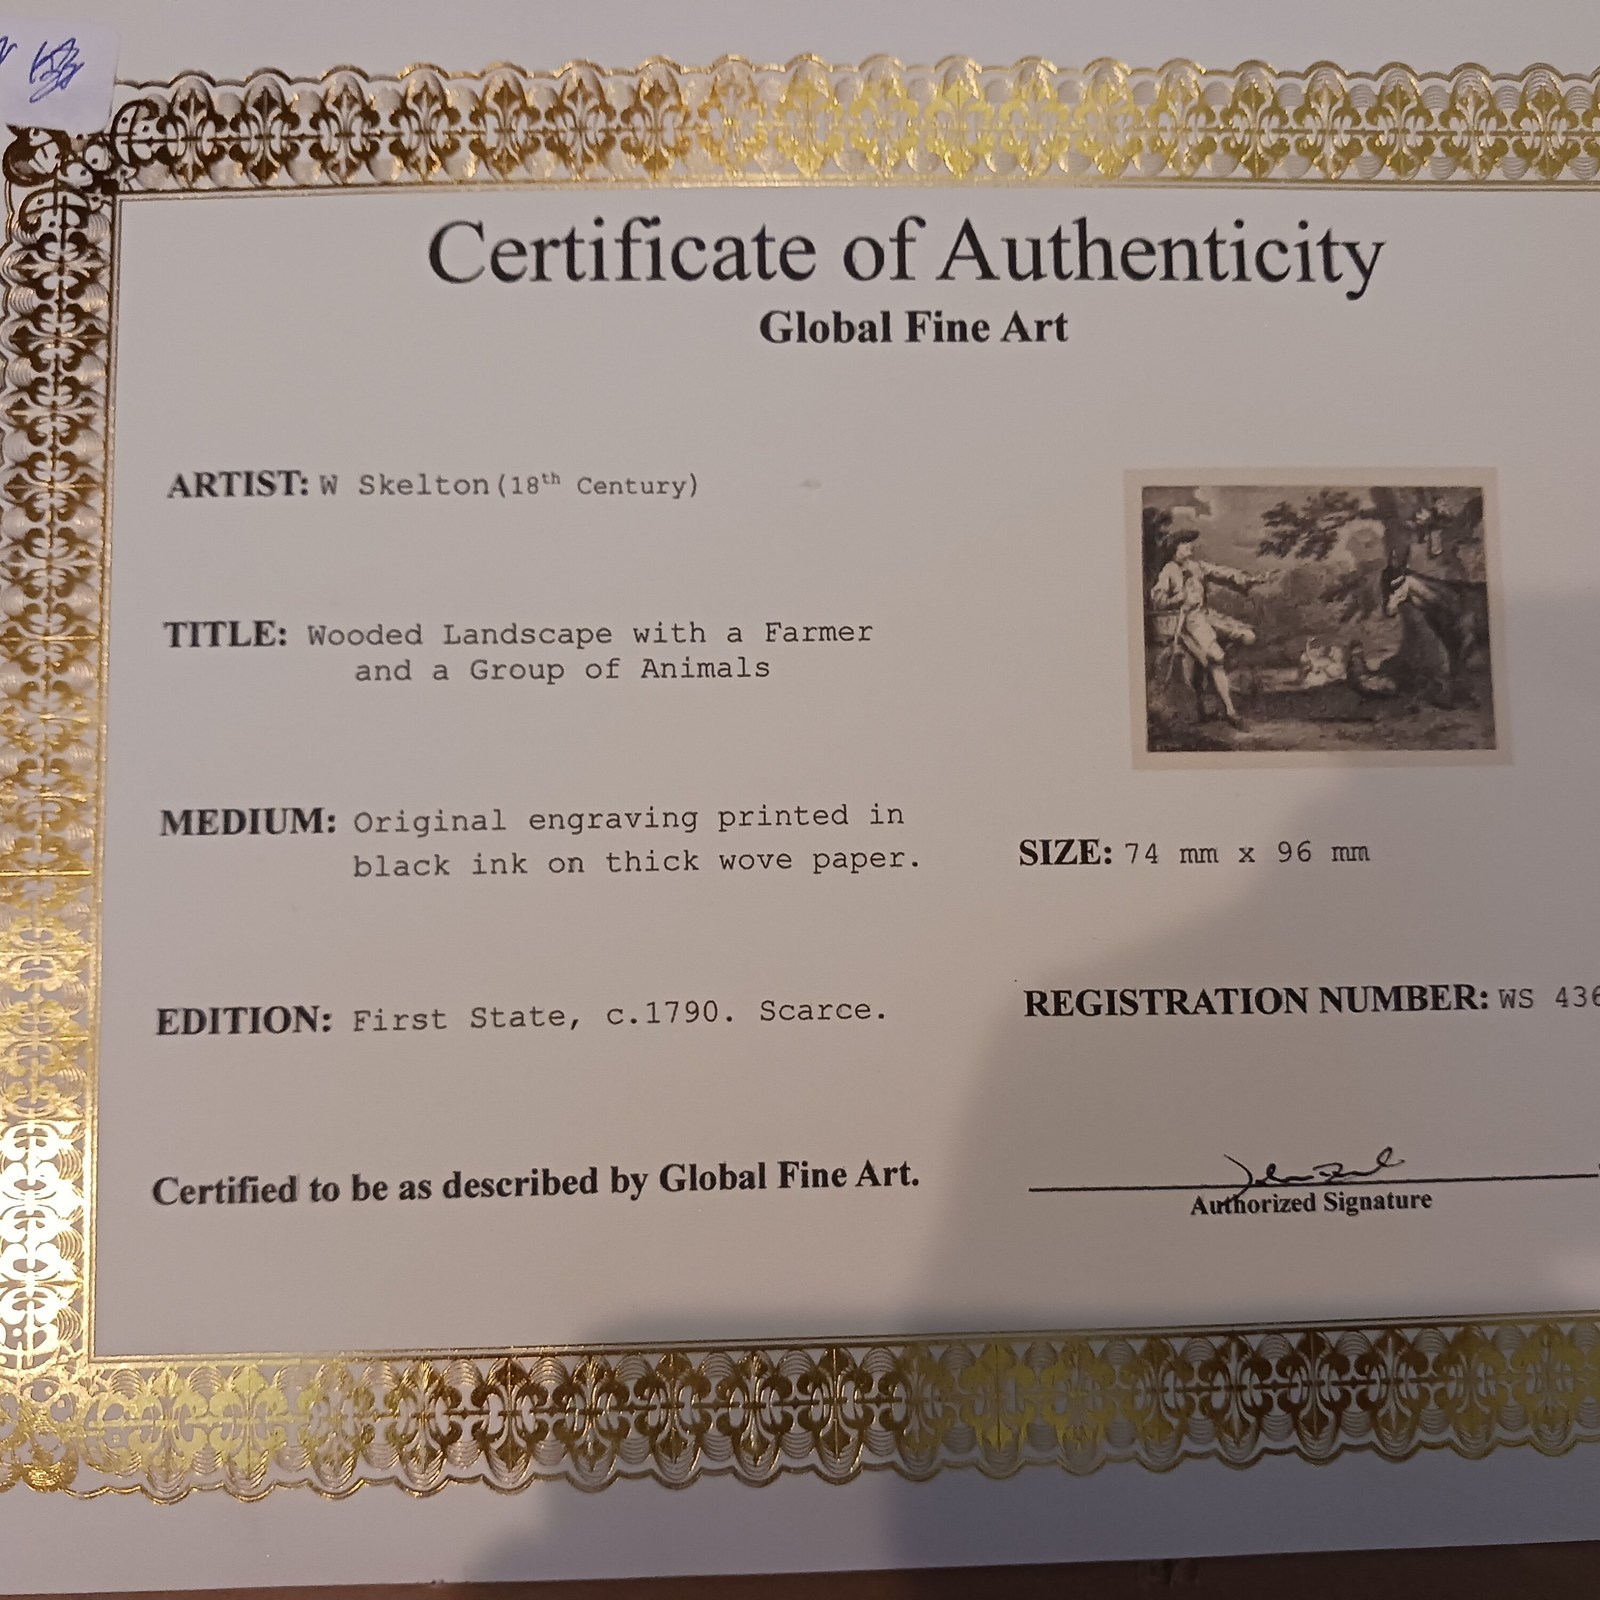 Certificate of Authenticity
Global Fine Art
ARTIST: W Skelton (18th Century)
TITLE: Wooded Landscape with a Farmer
and a Group of Animals
MEDIUM: Original engraving printed in
black ink on thick wove paper.
SIZE: 74 mm x 96 mm
EDITION: First State, c.1790. Scarce.
REGISTRATION NUMBER: WS 436
Certified to be as described by Global Fine Art.
Authorized Signature